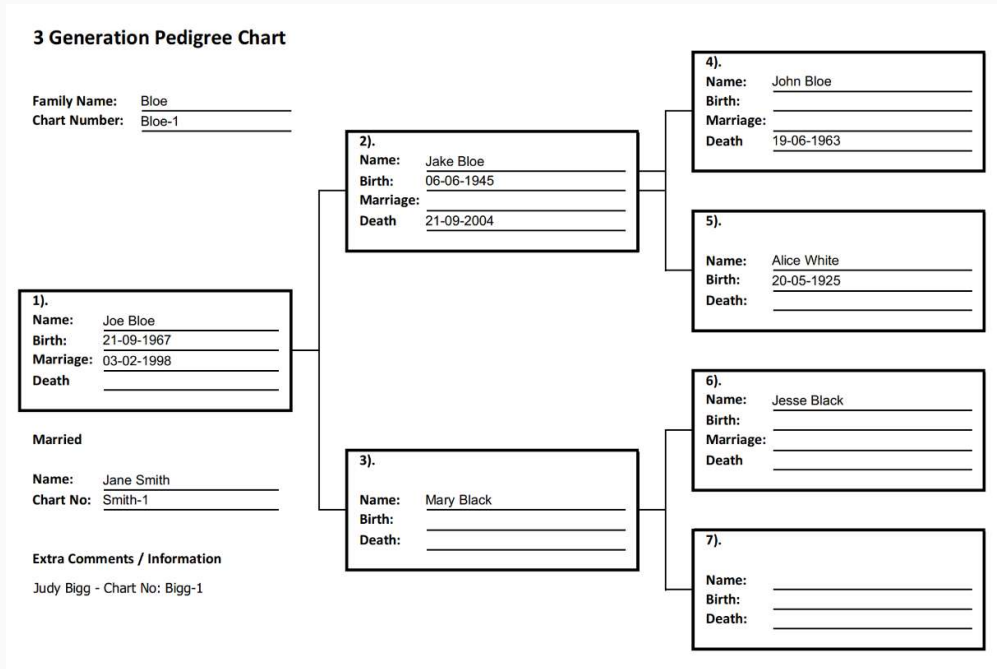 3 Generation Pedigree Chart
Family Name: Bloe
Chart Number: Bloe-1
1).
Name: Joe Bloe
Birth: 21-09-1967
Marriage: 03-02-1998
Death
Married
Name: Jane Smith
Chart No: Smith-1
Extra Comments / Information
Judy Bigg - Chart No: Bigg-1
2).
Name: Jake Bloe
Birth: 06-06-1945
Marriage:
Death 21-09-2004
3).
Name: Mary Black
Birth:
Death:
4).
Name: John Bloe
Birth:
Marriage:
Death 19-06-1963
5).
Name: Alice White
Birth: 20-05-1925
Death:
6).
Name: Jesse Black
Birth:
Marriage:
Death
7).
Name:
Birth:
Death: